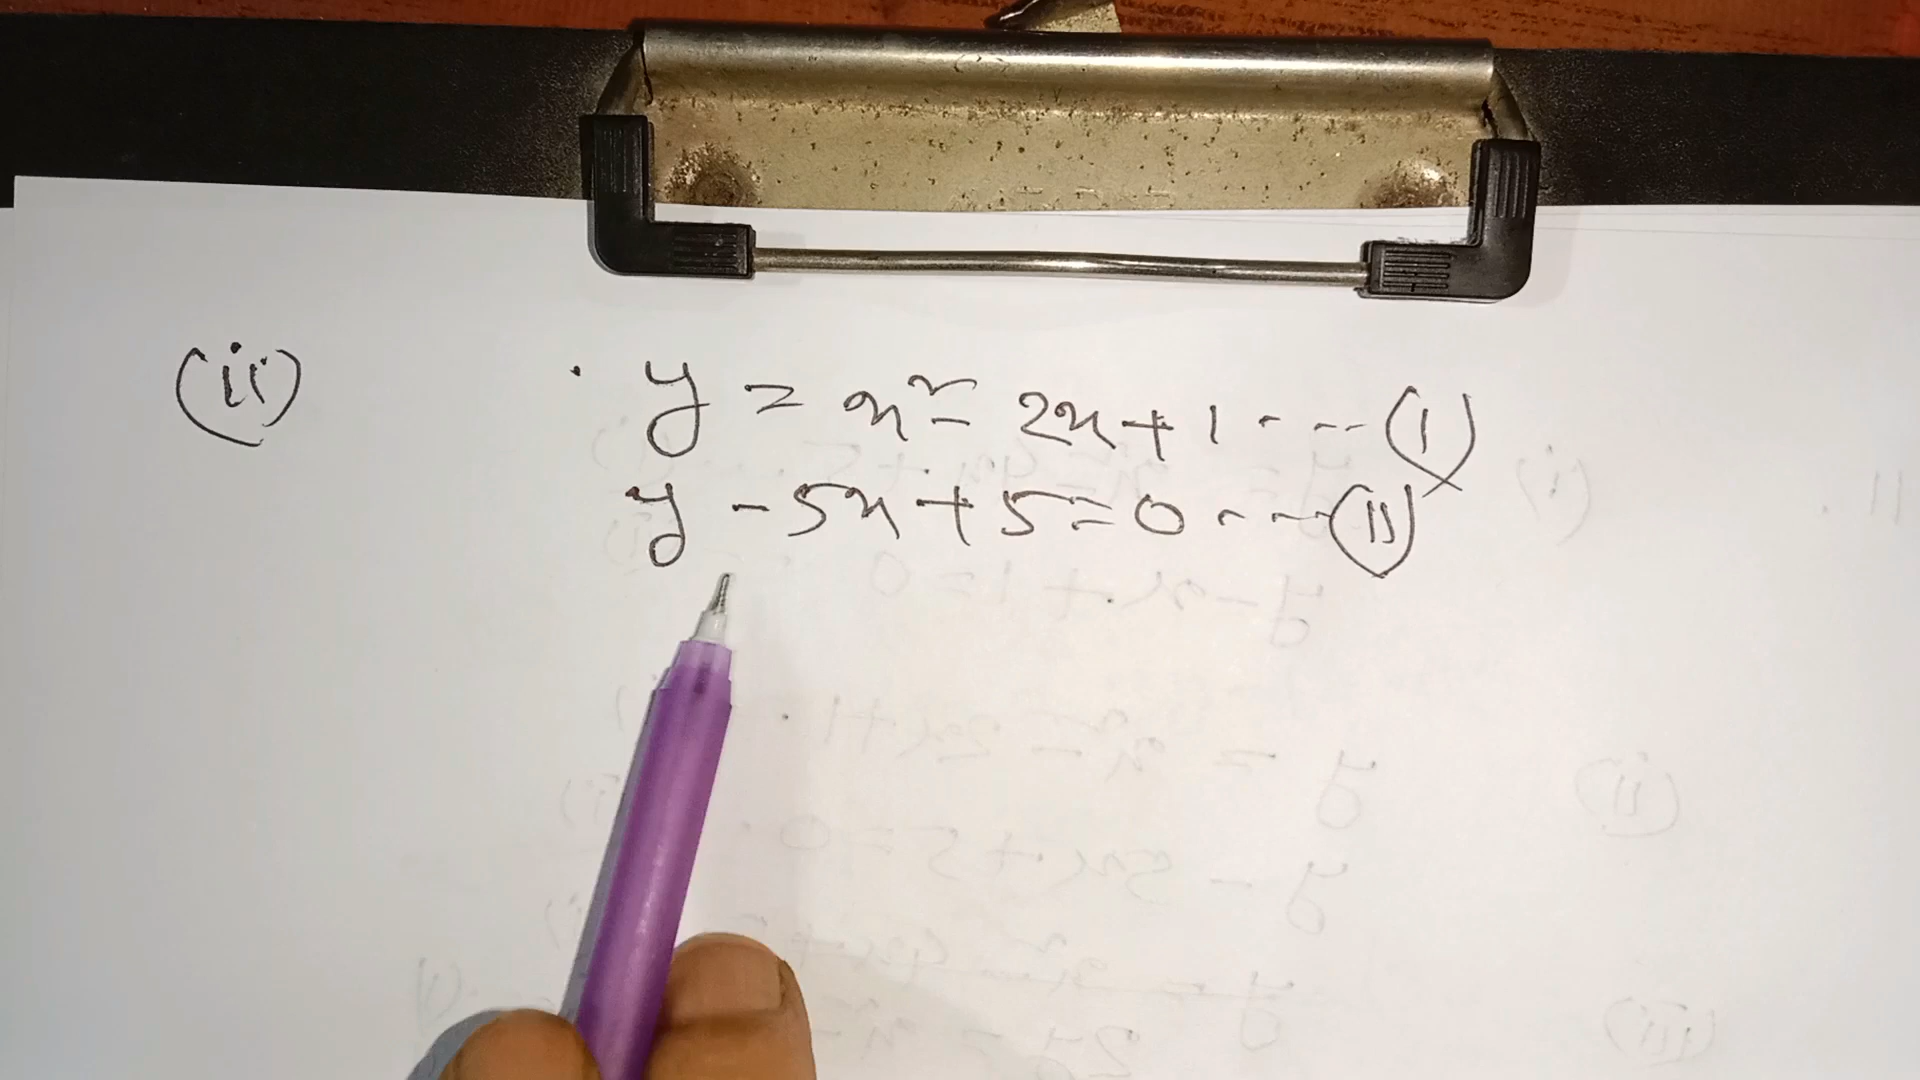 (ii) y = x² - 2x + 1 --- (I)
y - 5x + 5 = 0 --- (II)